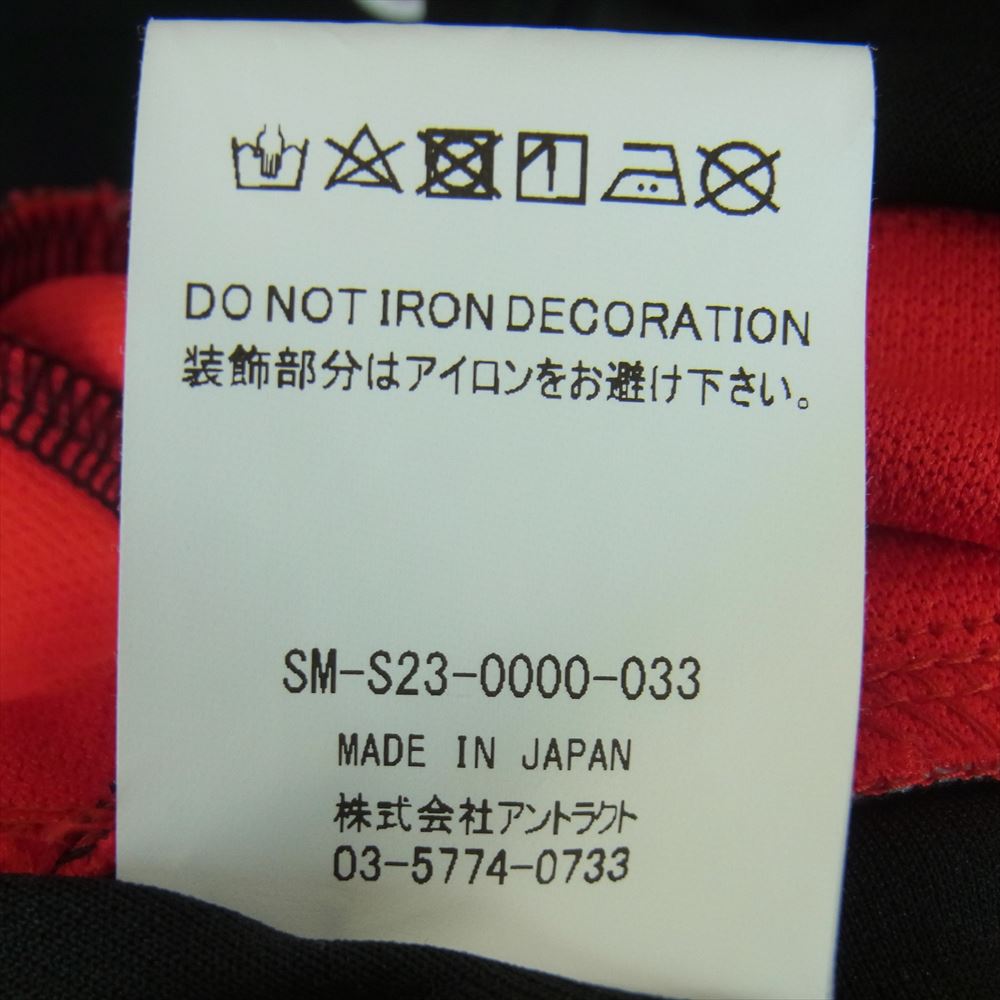 DO NOT IRON DECORATION
装飾部分はアイロンをお避け下さい。
SM-S23-0000-033
MADE IN JAPAN
株式会社アントラクト
03-5774-0733